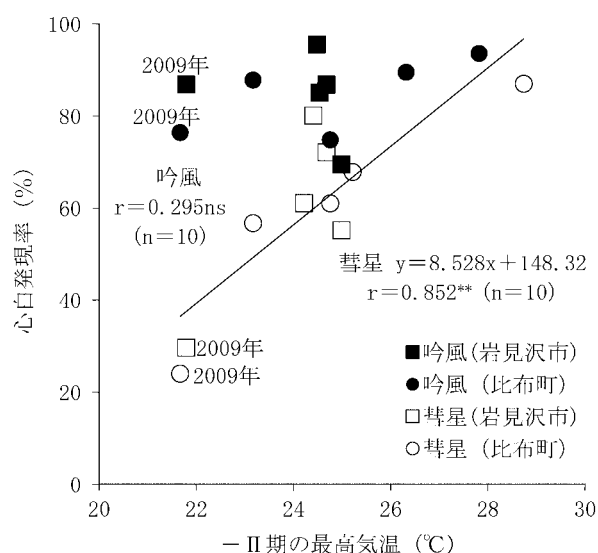 100
80
60
40
20
0
心白発現率 (%)
2009年
2009年
吟風
r=0.295ns
(n=10)
彗星 y=8.528x+148.32
r=0.852** (n=10)
2009年
2009年
■吟風(岩見沢市)
●吟風 (比布町)
□彗星(岩見沢市)
○彗星 (比布町)
20 22 24 26 28 30
－Ⅱ期の最高気温 (℃)